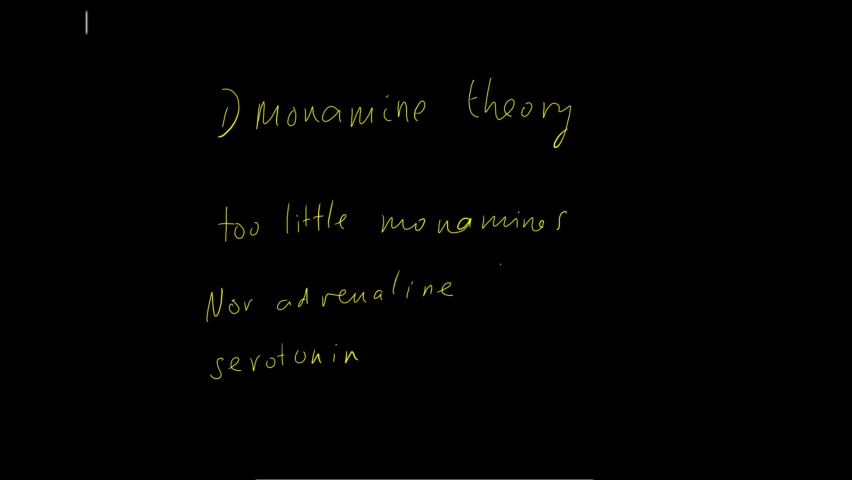 1) monamine theory
too little monamines
Nor adrenaline
serotonin